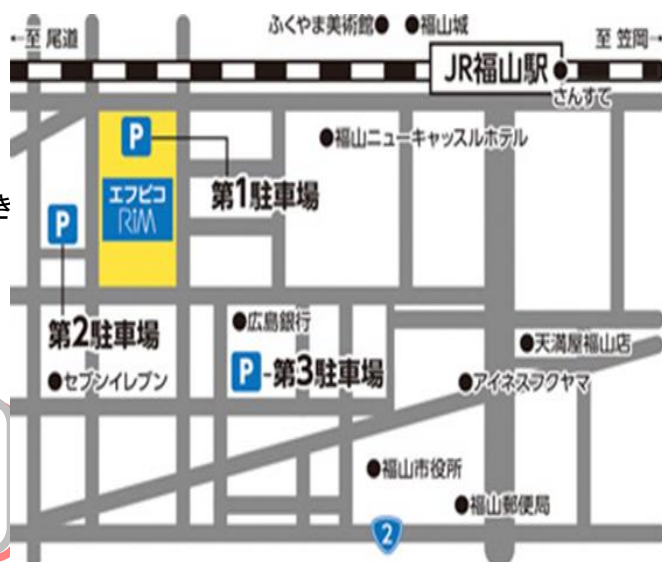 ふくやま美術館● ●福山城
←至 尾道
至 笠岡→
JR福山駅
さんすて
P
●福山ニューキャッスルホテル
第1駐車場
エフピコ
RiM
き
P
第2駐車場
●広島銀行
●天満屋福山店
P-第3駐車場
●セブンイレブン
●アイネスフクヤマ
●福山市役所
●福山郵便局
2